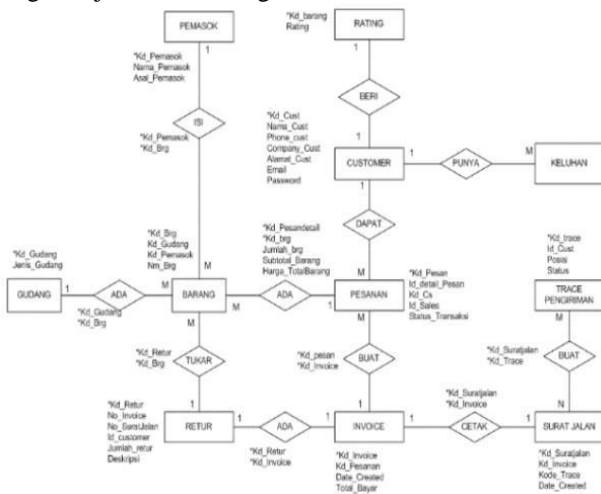 PEMASOK
1
*Kd_Pemasok
Nama_Pemasok
Asal_Pemasok
ISI
*Kd_Pemasok
*Kd_Brg
*Kd_barang
Rating
RATING
1
BERI
1
*Kd_Cust
Nama_Cust
Phone_cust
Company_Cust
Alamat_Cust
Email
Password
CUSTOMER
1
PUNYA
M
KELUHAN
1
DAPAT
M
*Kd_Gudang
Jenis_Gudang
GUDANG
1
ADA
M
*Kd_Gudang
*Kd_Brg
*Kd_Brg
Kd_Gudang
Kd_Pemasok
Nm_Brg
M
BARANG
M
M
*Kd_Pesandetail
*Kd_brg
Jumlah_brg
Subtotal_Barang
Harga_TotalBarang
ADA
1
PESANAN
M
*Kd_Pesan
Id_detail_Pesan
Kd_Cs
Id_Sales
Status_Transaksi
*Kd_trace
Id_Cust
Posisi
Status
TRACE
PENGIRIMAN
M
BUAT
*Kd_Suratjalan
*Kd_Trace
N
TUKAR
*Kd_Retur
*Kd_Brg
1
*Kd_Retur
No_Invoice
No_SuratJalan
Id_customer
Jumlah_retur
Deskripsi
RETUR
1
ADA
1
*Kd_Retur
*Kd_Invoice
*Kd_pesan
*Kd_Invoice
BUAT
1
INVOICE
1
*Kd_Invoice
Kd_Pesanan
Date_Created
Total_Bayar
*Kd_Suratjalan
*Kd_Invoice
CETAK
1
SURAT JALAN
*Kd_Suratjalan
Kd_Invoice
Kode_Trace
Date_Created